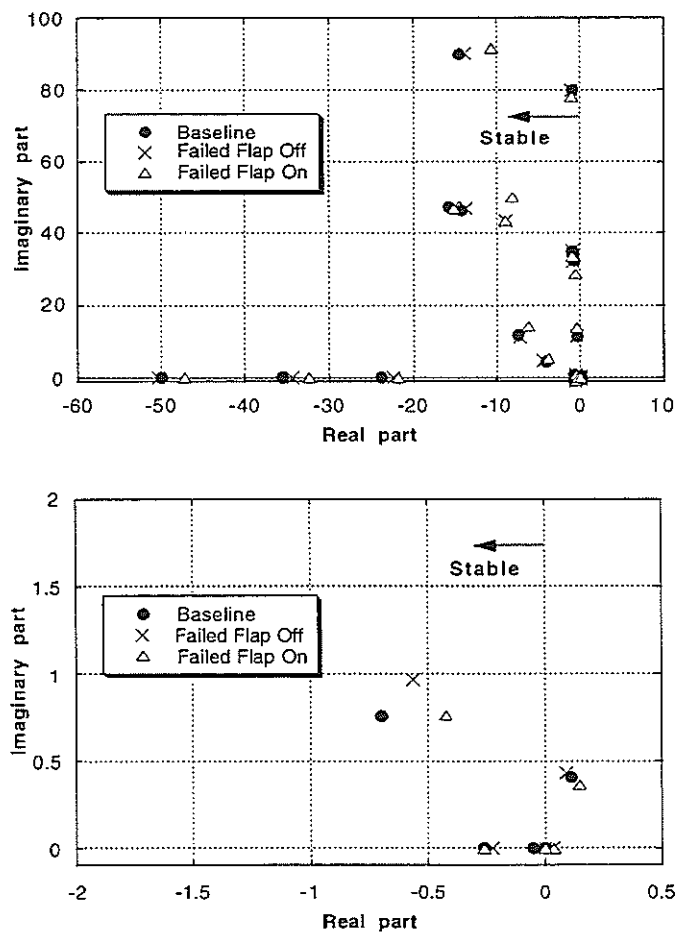 100
80
60
40
20
0
Imaginary part
Baseline
Failed Flap Off
Failed Flap On
Stable
-60 -50 -40 -30 -20 -10 0 10
Real part
2
1.5
1
0.5
0
Imaginary part
Stable
Baseline
Failed Flap Off
Failed Flap On
-2 -1.5 -1 -0.5 0 0.5
Real part